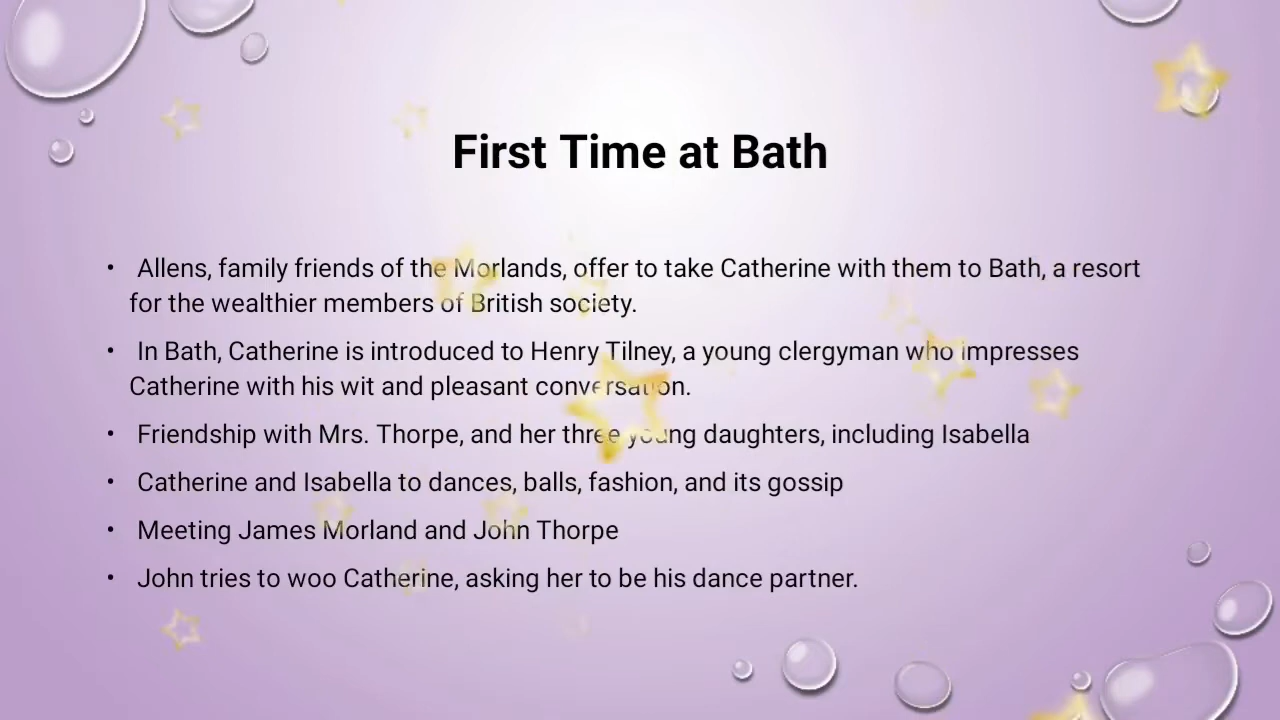 First Time at Bath
• Allens, family friends of the Morlands, offer to take Catherine with them to Bath, a resort
for the wealthier members of British society.
• In Bath, Catherine is introduced to Henry Tilney, a young clergyman who impresses
Catherine with his wit and pleasant conversation.
• Friendship with Mrs. Thorpe, and her three young daughters, including Isabella
• Catherine and Isabella to dances, balls, fashion, and its gossip
• Meeting James Morland and John Thorpe
• John tries to woo Catherine, asking her to be his dance partner.